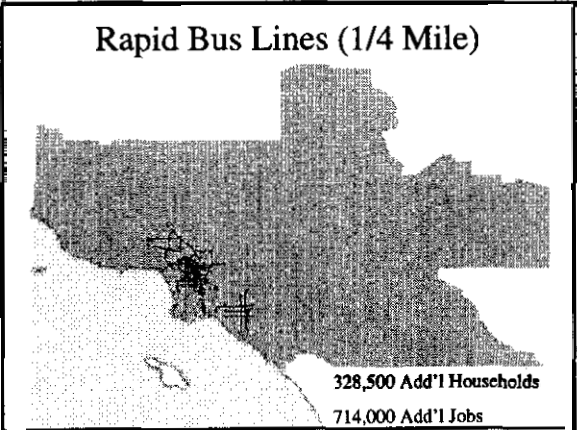 Rapid Bus Lines (1/4 Mile)
328,500 Add'l Households
714,000 Add'l Jobs